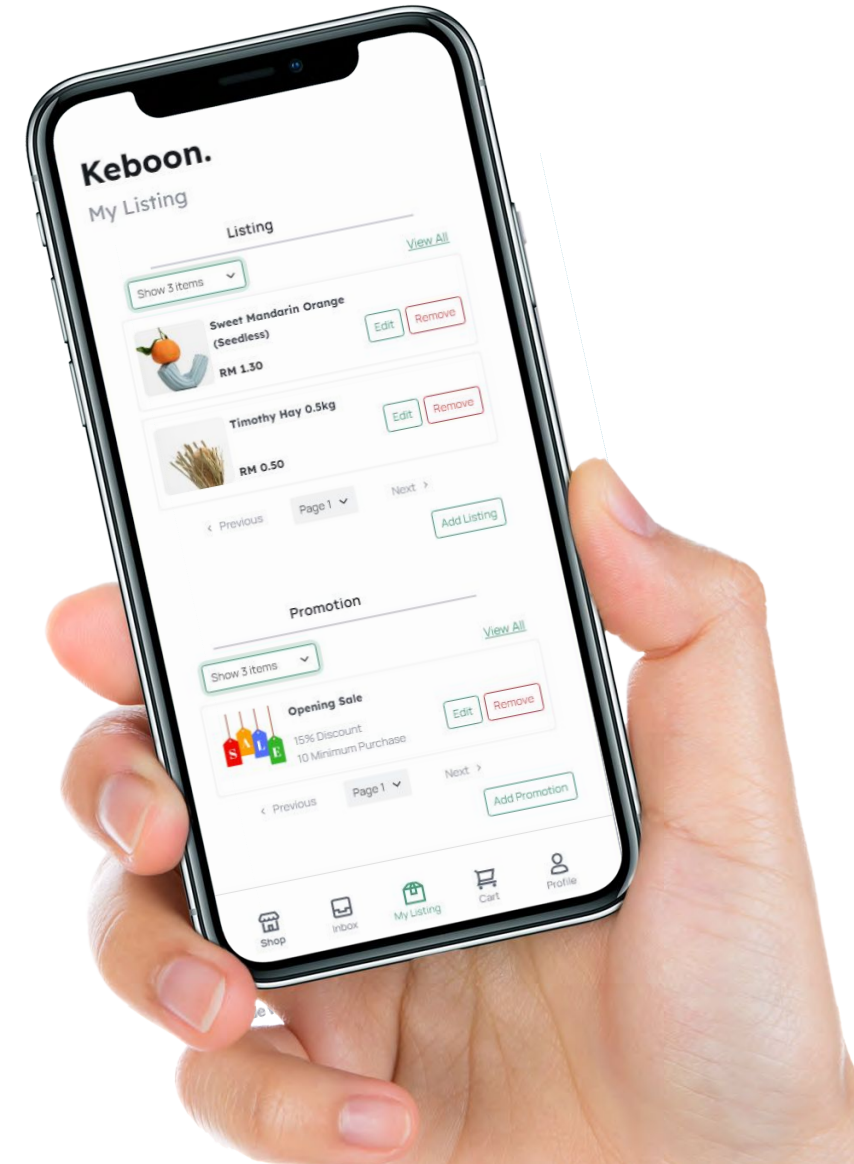 Keboon.
My Listing
Listing
View All
Show 3 items
Sweet Mandarin Orange
(Seedless)
RM 1.30
Edit
Remove
Timothy Hay 0.5kg
RM 0.50
Edit
Remove
< Previous
Page 1
Next >
Add Listing
Promotion
View All
Show 3 items
Opening Sale
15% Discount
10 Minimum Purchase
SALE
Edit
Remove
< Previous
Page 1
Next >
Add Promotion
Shop
Inbox
My Listing
Cart
Profile